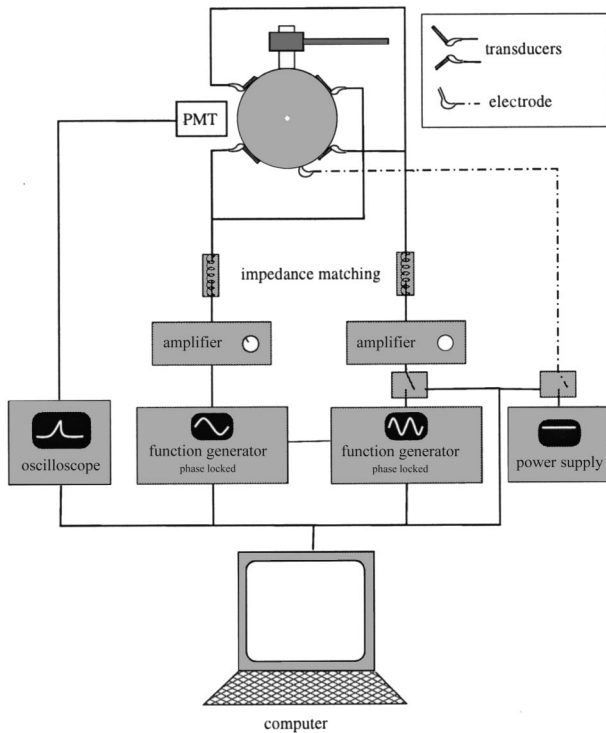 transducers
PMT
electrode
impedance matching
amplifier
amplifier
oscilloscope
function generator
phase locked
function generator
phase locked
power supply
computer